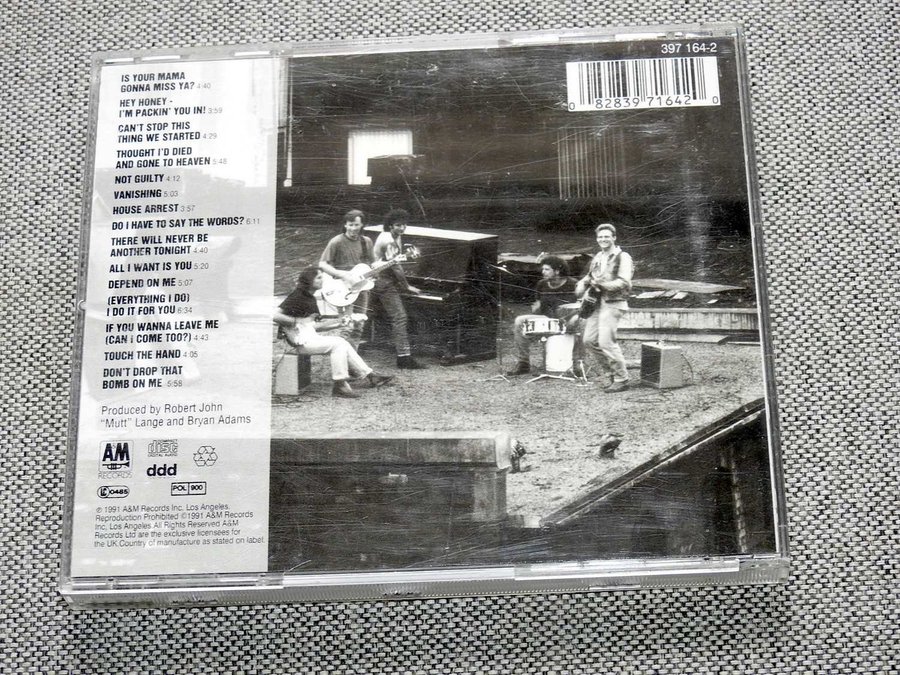 IS YOUR MAMA
GONNA MISS YA? 4:40
HEY HONEY -
I'M PACKIN' YOU IN! 3:59
CAN'T STOP THIS
THING WE STARTED 4:29
THOUGHT I'D DIED
AND GONE TO HEAVEN 5:48
NOT GUILTY 4:12
VANISHING 5:03
HOUSE ARREST 3:57
DO I HAVE TO SAY THE WORDS? 6:11
THERE WILL NEVER BE
ANOTHER TONIGHT 4:40
ALL I WANT IS YOU 5:20
DEPEND ON ME 5:07
(EVERYTHING I DO)
I DO IT FOR YOU 6:34
IF YOU WANNA LEAVE ME
(CAN I COME TOO?) 4:43
TOUCH THE HAND 4:05
DON'T DROP THAT
BOMB ON ME 5:58
Produced by Robert John
"Mutt" Lange and Bryan Adams
A&M
RECORDS
COMPACT disc
DIGITAL AUDIO
ddd
LC 0485
POL 900
℗ 1991 A&M Records Inc. Los Angeles.
Reproduction Prohibited ©1991 A&M Records
Inc. Los Angeles All Rights Reserved A&M
Records Ltd are the exclusive licensees for
the UK.Country of manufacture as stated on label.
397 164-2
0 82839 71642 0